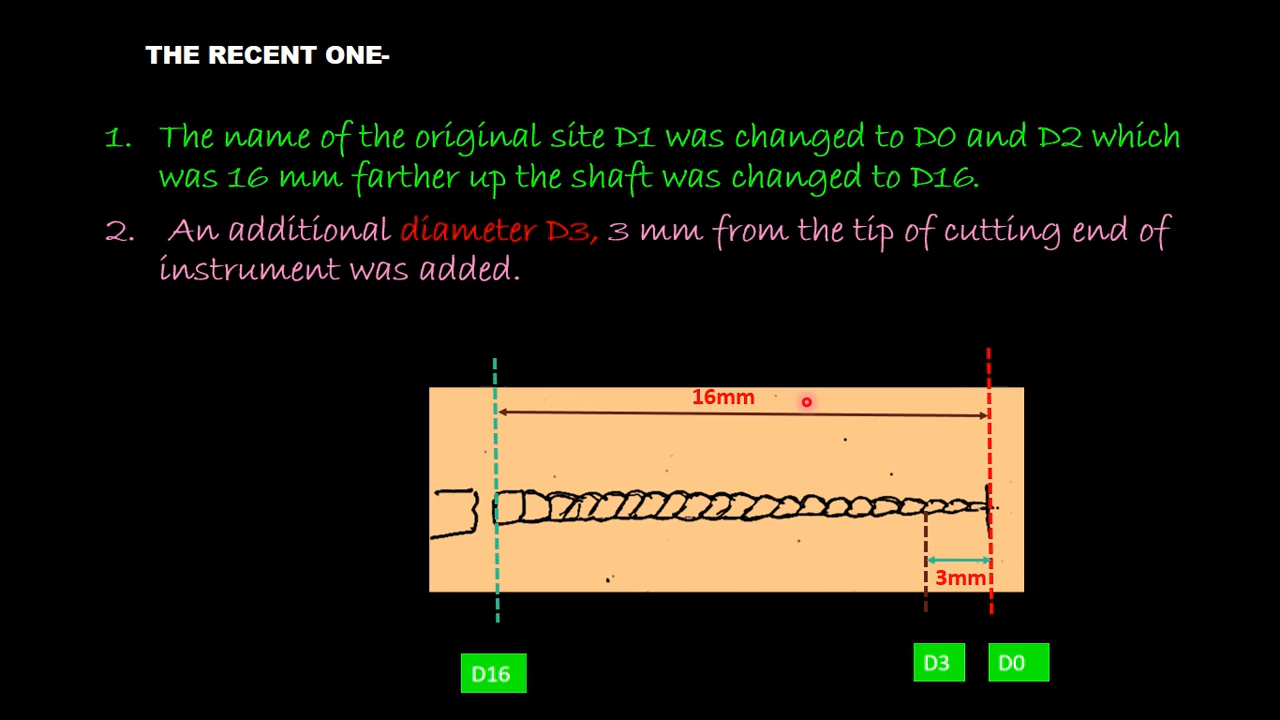 THE RECENT ONE-
1. The name of the original site D1 was changed to D0 and D2 which
was 16 mm farther up the shaft was changed to D16.
2. An additional diameter D3, 3 mm from the tip of cutting end of
instrument was added.
16mm
3mm
D3 D0
D16